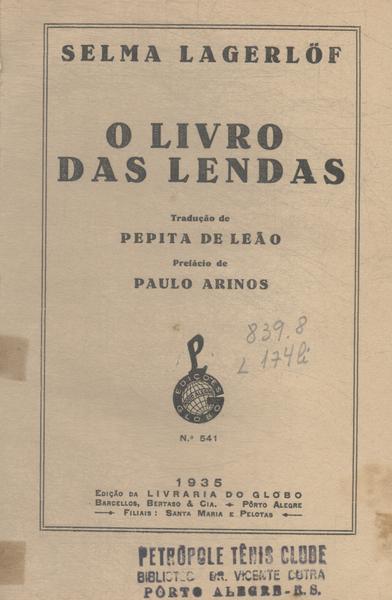 SELMA LAGERLÖF
O LIVRO
DAS LENDAS
Tradução de
PEPITA DE LEÃO
Prefácio de
PAULO ARINOS
839.8
L 174li
EDIÇÕES
GLOBO
N.º 541
1935
EDIÇÃO DA LIVRARIA DO GLOBO
BARCELLOS, BERTASO & CIA. PÔRTO ALEGRE
FILIAIS: SANTA MARIA E PELOTAS
PETRÓPOLE TÊNIS CLUBE
DR. VICENTE DUTRA
PÔRTO ALEGRE-R.S.